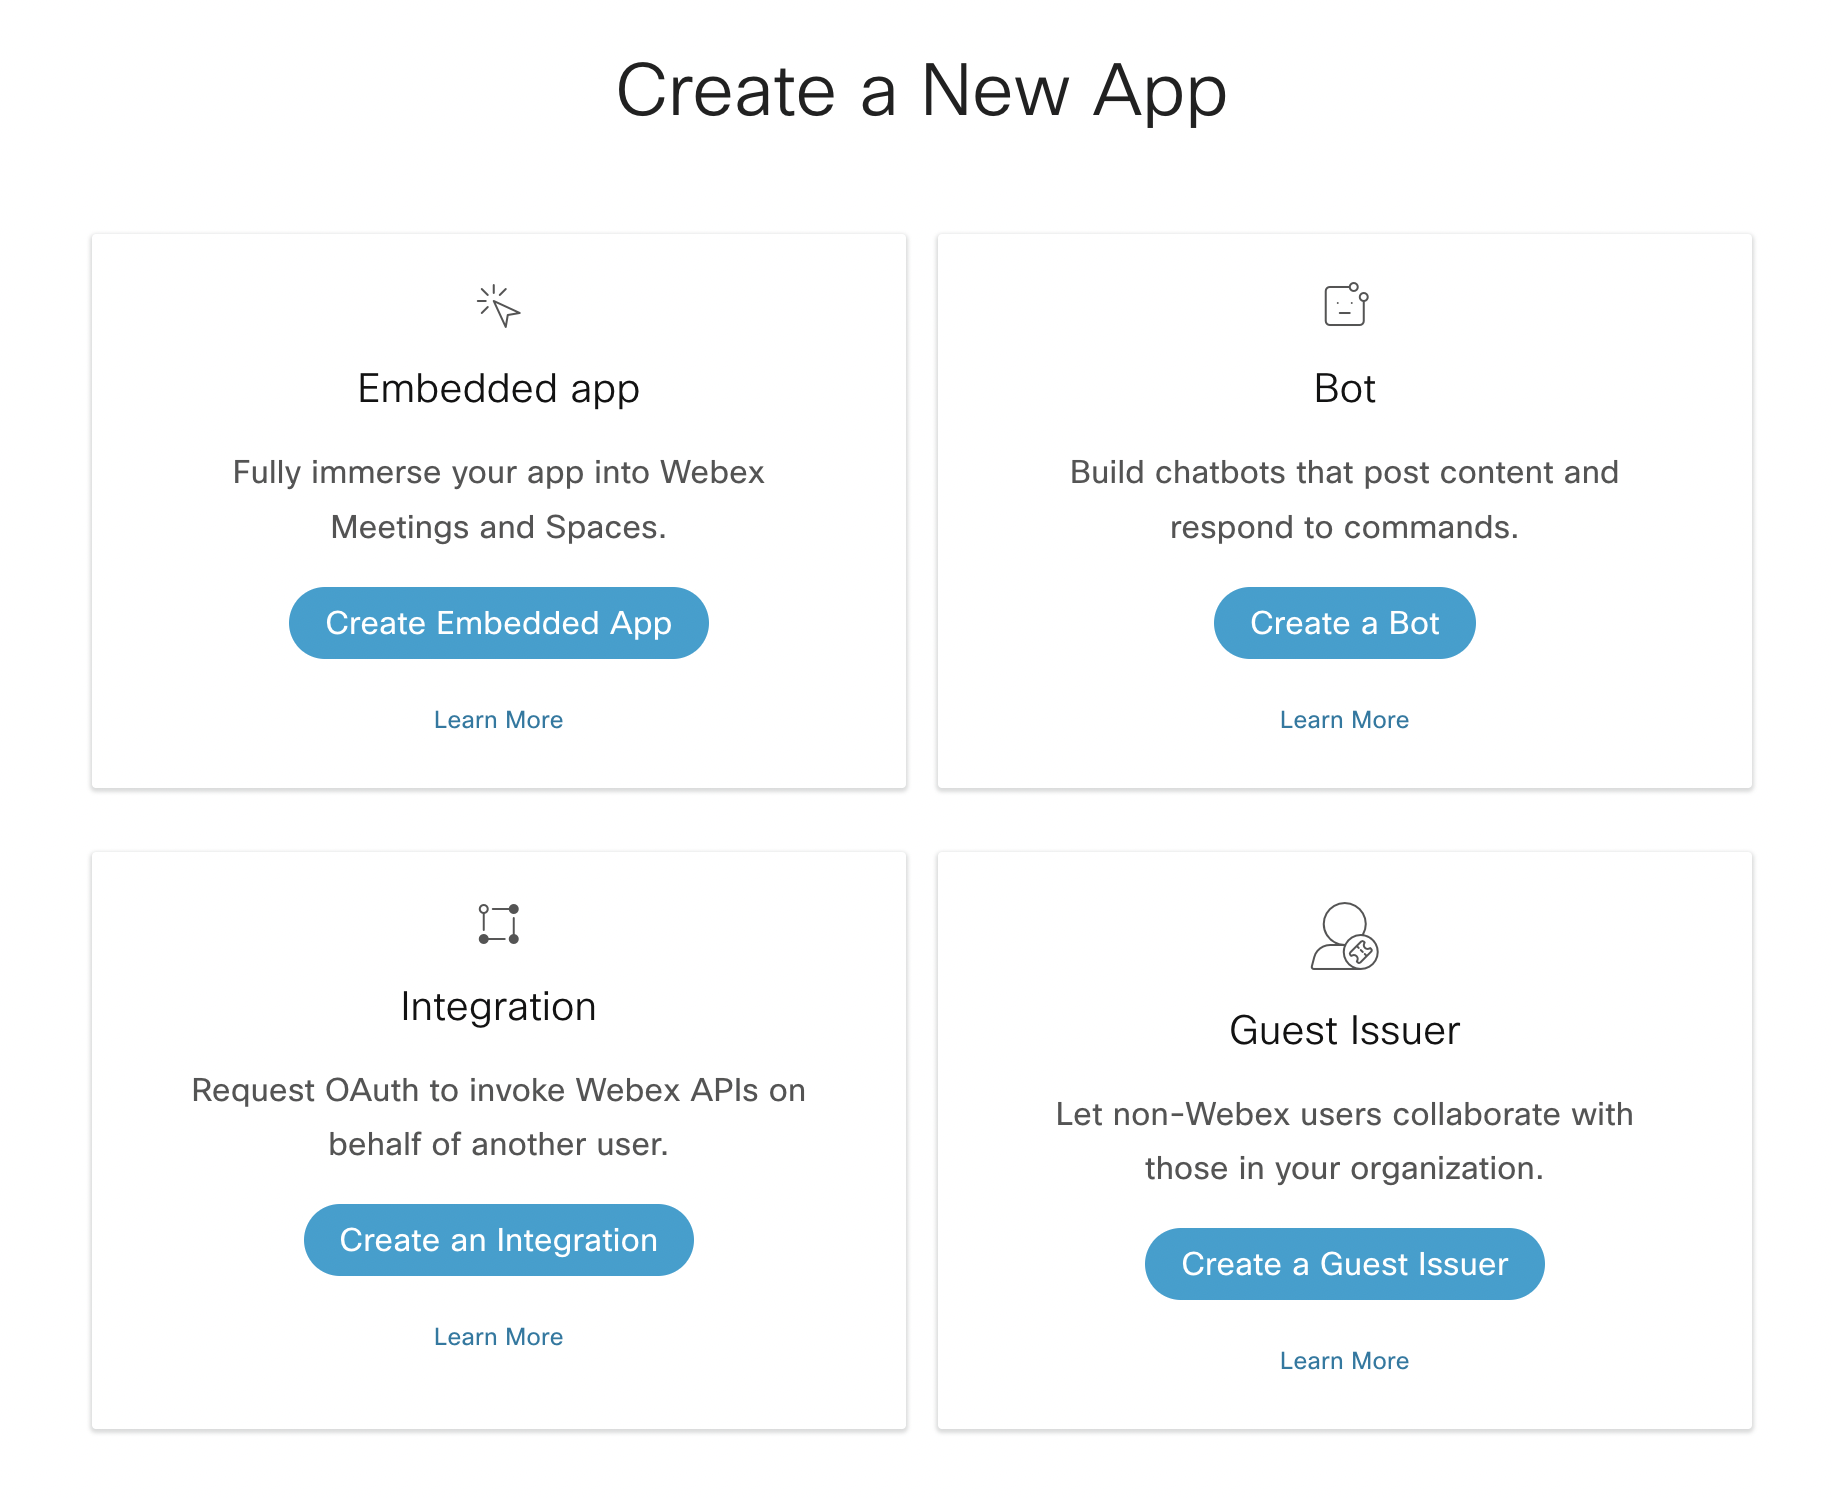 Create a New App
Embedded app
Fully immerse your app into Webex
Meetings and Spaces.
Create Embedded App
Learn More
Bot
Build chatbots that post content and
respond to commands.
Create a Bot
Learn More
Integration
Request OAuth to invoke Webex APIs on
behalf of another user.
Create an Integration
Learn More
Guest Issuer
Let non-Webex users collaborate with
those in your organization.
Create a Guest Issuer
Learn More